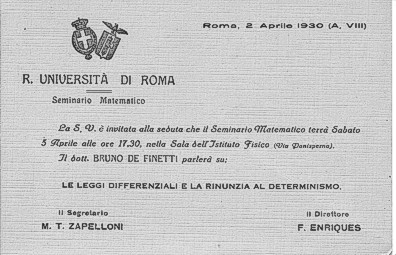 Roma, 2 Aprile 1930 (A, VIII)
R. UNIVERSITÀ DI ROMA
Seminario Matematico
La S. V. è invitata alla seduta che il Seminario Matematico terrà Sabato
5 Aprile alle ore 17,30, nella Sala dell'Istituto Fisico (Via Panisperna).
Il dott. BRUNO DE FINETTI parlerà su:
LE LEGGI DIFFERENZIALI E LA RINUNZIA AL DETERMINISMO.
Il Segretario
M. T. ZAPELLONI
Il Direttore
F. ENRIQUES